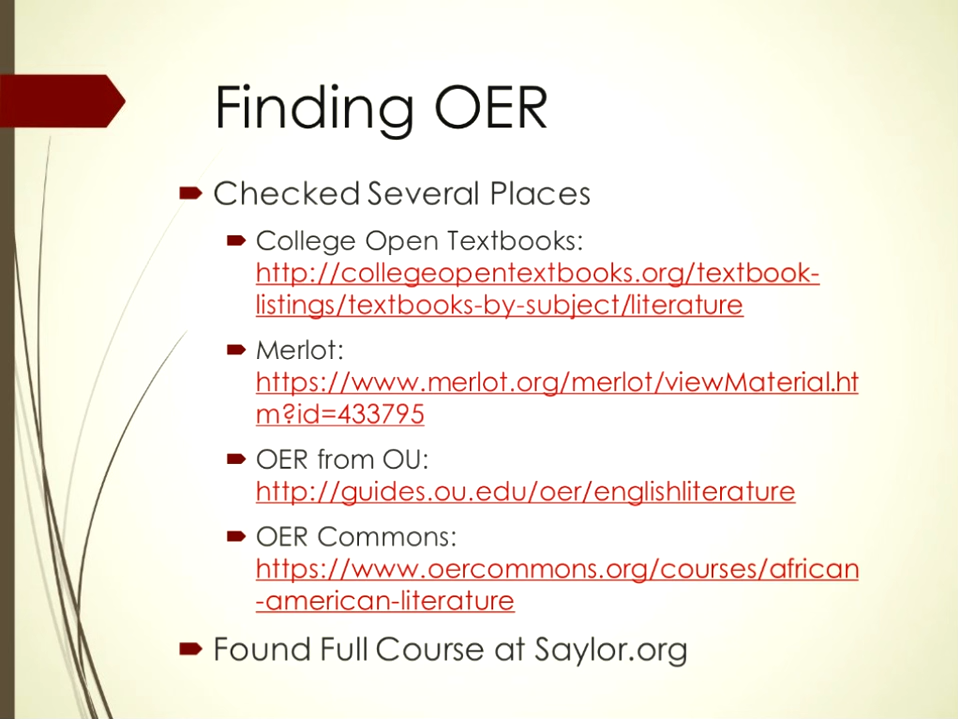 Finding OER
Checked Several Places
College Open Textbooks:
http://collegeopentextbooks.org/textbook-
listings/textbooks-by-subject/literature
Merlot:
https://www.merlot.org/merlot/viewMaterial.ht
m?id=433795
OER from OU:
http://guides.ou.edu/oer/englishliterature
OER Commons:
https://www.oercommons.org/courses/african
-american-literature
Found Full Course at Saylor.org